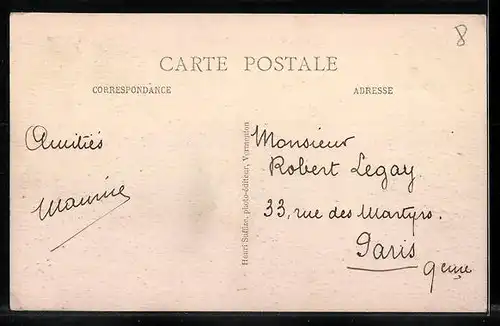 8
CARTE POSTALE
CORRESPONDANCE
ADRESSE
Amitiés
Maurice
Henri Suffise, photo-éditeur, Vermenton
Monsieur
Robert Legay.
33, rue des Martyrs.
Paris
9eme